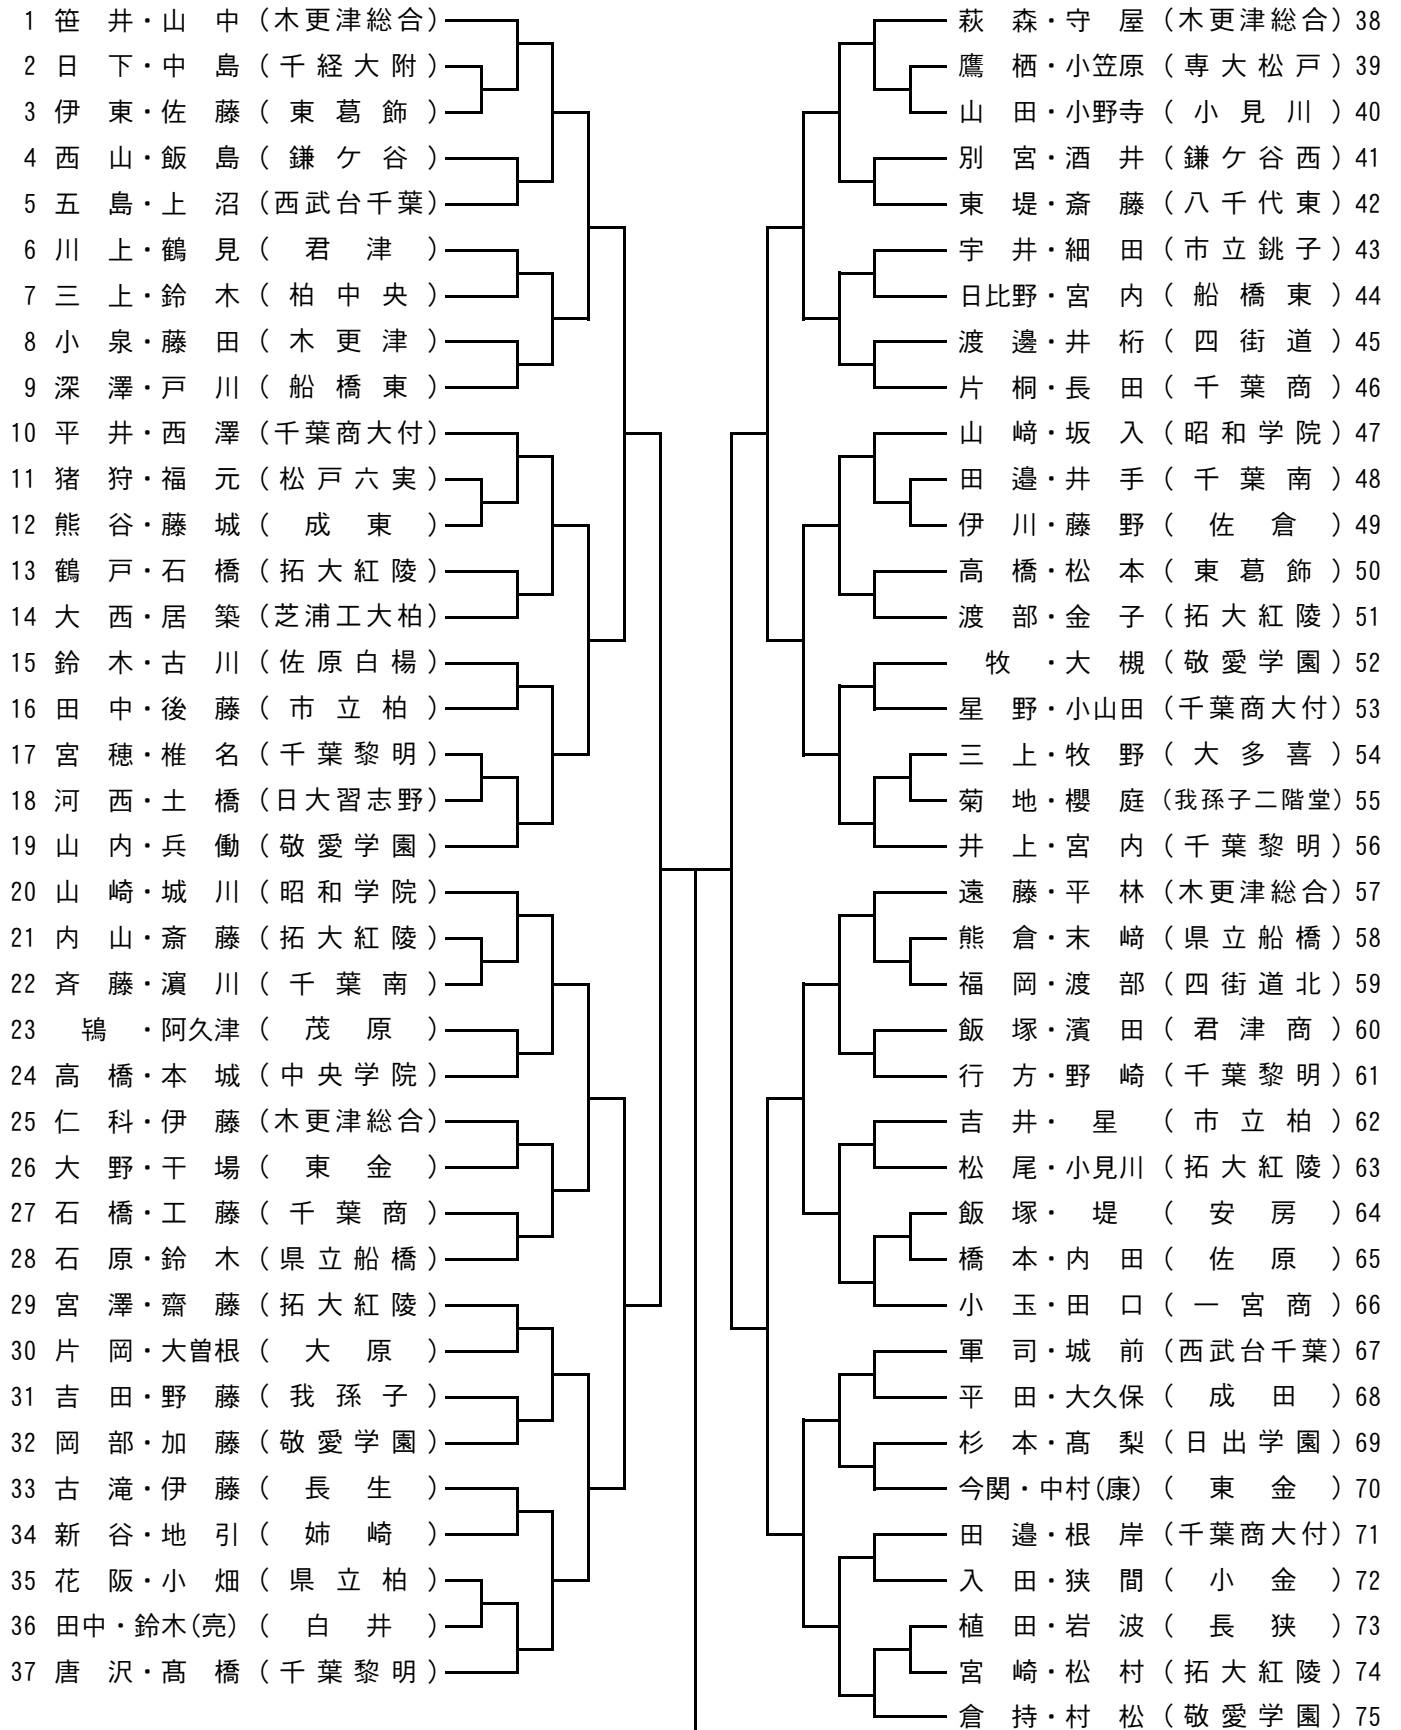 1 笹 井・山 中 (木更津総合)
2 日 下・中 島 (千経大附)
3 伊 東・佐 藤 (東葛飾)
4 西 山・飯 島 (鎌ケ谷)
5 五 島・上 沼 (西武台千葉)
6 川 上・鶴 見 (君津)
7 三 上・鈴 木 (柏中央)
8 小 泉・藤 田 (木更津)
9 深 澤・戸 川 (船橋東)
10 平 井・西 澤 (千葉商大付)
11 猪 狩・福 元 (松戸六実)
12 熊 谷・藤 城 (成東)
13 鶴 戸・石 橋 (拓大紅陵)
14 大 西・居 築 (芝浦工大柏)
15 鈴 木・古 川 (佐原白楊)
16 田 中・後 藤 (市立柏)
17 宮 穂・椎 名 (千葉黎明)
18 河 西・土 橋 (日大習志野)
19 山 内・兵 働 (敬愛学園)
20 山 崎・城 川 (昭和学院)
21 内 山・斎 藤 (拓大紅陵)
22 斉 藤・濵 川 (千葉南)
23 鴇 ・阿久津 (茂原)
24 高 橋・本 城 (中央学院)
25 仁 科・伊 藤 (木更津総合)
26 大 野・干 場 (東金)
27 石 橋・工 藤 (千葉商)
28 石 原・鈴 木 (県立船橋)
29 宮 澤・齋 藤 (拓大紅陵)
30 片 岡・大曽根 (大原)
31 吉 田・野 藤 (我孫子)
32 岡 部・加 藤 (敬愛学園)
33 古 滝・伊 藤 (長生)
34 新 谷・地 引 (姉崎)
35 花 阪・小 畑 (県立柏)
36 田中・鈴木(亮) (白井)
37 唐 沢・髙 橋 (千葉黎明)
萩 森・守 屋 (木更津総合) 38
鷹 栖・小笠原 (専大松戸) 39
山 田・小野寺 (小見川) 40
別 宮・酒 井 (鎌ケ谷西) 41
東 堤・斎 藤 (八千代東) 42
宇 井・細 田 (市立銚子) 43
日比野・宮 内 (船橋東) 44
渡 邊・井 桁 (四街道) 45
片 桐・長 田 (千葉商) 46
山 﨑・坂 入 (昭和学院) 47
田 邉・井 手 (千葉南) 48
伊 川・藤 野 (佐倉) 49
高 橋・松 本 (東葛飾) 50
渡 部・金 子 (拓大紅陵) 51
牧 ・大 槻 (敬愛学園) 52
星 野・小山田 (千葉商大付) 53
三 上・牧 野 (大多喜) 54
菊 地・櫻 庭 (我孫子二階堂) 55
井 上・宮 内 (千葉黎明) 56
遠 藤・平 林 (木更津総合) 57
熊 倉・末 﨑 (県立船橋) 58
福 岡・渡 部 (四街道北) 59
飯 塚・濱 田 (君津商) 60
行 方・野 崎 (千葉黎明) 61
吉 井・ 星 (市立柏) 62
松 尾・小見川 (拓大紅陵) 63
飯 塚・ 堤 (安房) 64
橋 本・内 田 (佐原) 65
小 玉・田 口 (一宮商) 66
軍 司・城 前 (西武台千葉) 67
平 田・大久保 (成田) 68
杉 本・髙 梨 (日出学園) 69
今関・中村(康) (東金) 70
田 邉・根 岸 (千葉商大付) 71
入 田・狭 間 (小金) 72
植 田・岩 波 (長狭) 73
宮 崎・松 村 (拓大紅陵) 74
倉 持・村 松 (敬愛学園) 75